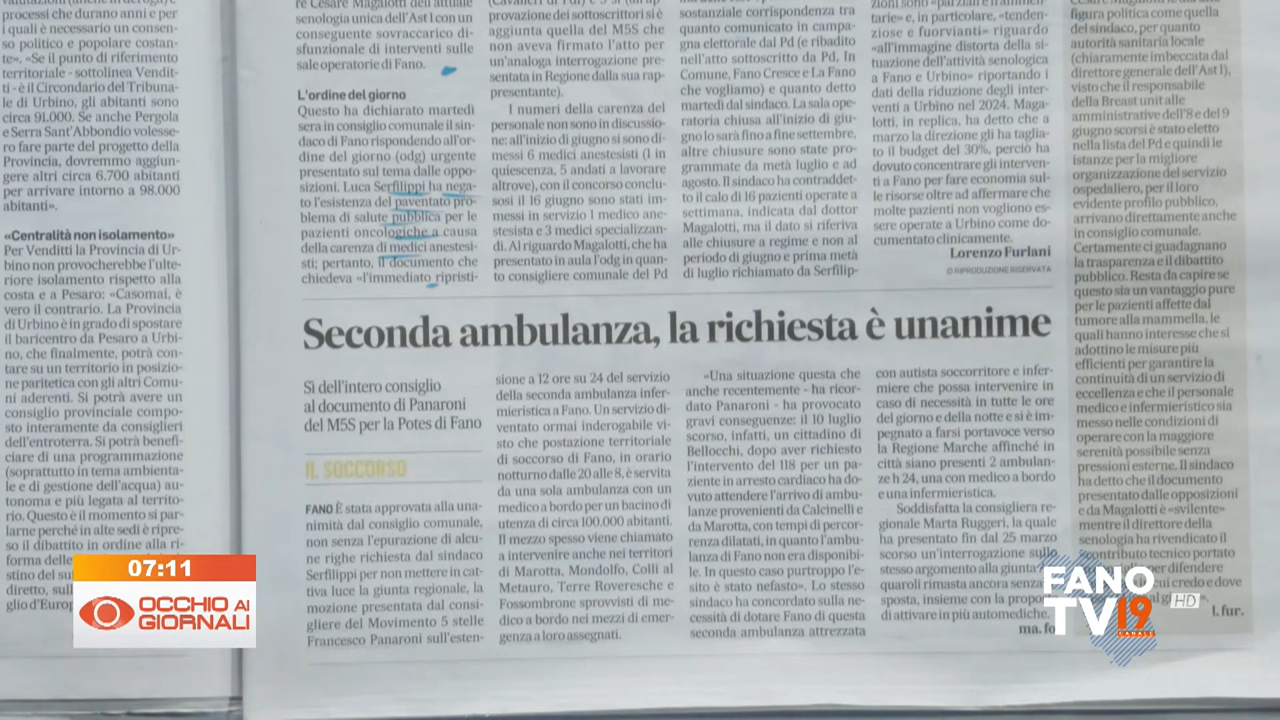 valutazioni (anche in deroga) e
processi che durano anni e per
i quali è necessario un consen-
so politico e popolare costan-
te». «Se il punto di riferimento
territoriale - sottolinea Vendit-
ti - è il Circondario del Tribuna-
le di Urbino, gli abitanti sono
circa 91.000. Se anche Pergola
e Serra Sant'Abbondio volesse-
ro fare parte del progetto della
Provincia, dovremmo aggiun-
gere altri circa 6.700 abitanti
per arrivare intorno a 98.000
abitanti».
«Centralità non isolamento»
Per Venditti la Provincia di Ur-
bino non provocherebbe l'ulte-
riore isolamento rispetto alla
costa e a Pesaro: «Casomai, è
vero il contrario. La Provincia
di Urbino è in grado di spostare
il baricentro da Pesaro a Urbi-
no, che finalmente, potrà con-
tare su un territorio in posizio-
ne paritetica con gli altri Comu-
ni aderenti. Si potrà avere un
consiglio provinciale compo-
sto interamente da consiglieri
dell'entroterra. Si potrà benefi-
ciare di una programmazione
(soprattutto in tema ambienta-
le e di gestione dell'acqua) au-
tonoma e più legata al territo-
rio. Questo è il momento si par-
larne perché in alte sedi è ripre-
so il dibattito in ordine alla ri-
forma delle
stino del su
diretto, sull
glio d'Europ
re Cesare Magalotti dell'attuale
senologia unica dell'Ast 1 con un
conseguente sovraccarico di-
sfunzionale di interventi sulle
sale operatorie di Fano.
L'ordine del giorno
Questo ha dichiarato martedì
sera in consiglio comunale il sin-
daco di Fano rispondendo all'or-
dine del giorno (odg) urgente
presentato sul tema dalle oppo-
sizioni. Luca Serfilippi ha nega-
to l'esistenza del paventato pro-
blema di salute pubblica per le
pazienti oncologiche a causa
della carenza di medici anestesi-
sti; pertanto, il documento che
chiedeva «l'immediato ripristi-
provazione dei sottoscrittori si è
aggiunta quella del M5S che
non aveva firmato l'atto per
un'analoga interrogazione pre-
sentata in Regione dalla sua rap-
presentante).
I numeri della carenza del
personale non sono in discussio-
ne: all'inizio di giugno si sono di-
messi 6 medici anestesisti (1 in
quiescenza, 5 andati a lavorare
altrove), con il concorso conclu-
sosi il 16 giugno sono stati im-
messi in servizio 1 medico ane-
stesista e 3 medici specializzan-
di. Al riguardo Magalotti, che ha
presentato in aula l'odg in quan-
to consigliere comunale del Pd
sostanziale corrispondenza tra
quanto comunicato in campa-
gna elettorale dal Pd (e ribadito
nell'atto sottoscritto da Pd, In
Comune, Fano Cresce e La Fano
che vogliamo) e quanto detto
martedì dal sindaco. La sala ope-
ratoria chiusa all'inizio di giu-
gno lo sarà fino a fine settembre,
altre chiusure sono state pro-
grammate da metà luglio e ad
agosto. Il sindaco ha contraddet-
to il calo di 16 pazienti operate a
settimana, indicata dal dottor
Magalotti, ma il dato si riferiva
alle chiusure a regime e non al
periodo di giugno e prima metà
di luglio richiamato da Serfilip-
zioni sono «parziali e frammen-
tarie» e, in particolare, «tenden-
ziose e fuorvianti» riguardo
«all'immagine distorta della si-
tuazione dell'attività senologica
a Fano e Urbino» riportando i
dati della riduzione degli inter-
venti a Urbino nel 2024. Maga-
lotti, in replica, ha detto che a
marzo la direzione gli ha taglia-
to il budget del 30%, perciò ha
dovuto concentrare gli interven-
ti a Fano per fare economia sul-
le risorse oltre ad affermare che
molte pazienti non vogliono es-
sere operate a Urbino come do-
cumentato clinicamente.
Lorenzo Furlani
© RIPRODUZIONE RISERVATA
figura politica come quella
del sindaco, per quanto
autorità sanitaria locale
(chiaramente imbeccata dal
direttore generale dell'Ast 1),
visto che il responsabile
della Breast unit alle
amministrative dell'8 e del 9
giugno scorsi è stato eletto
nella lista del Pd e quindi le
istanze per la migliore
organizzazione del servizio
ospedaliero, per il loro
evidente profilo pubblico,
arrivano direttamente anche
in consiglio comunale.
Certamente ci guadagnano
la trasparenza e il dibattito
pubblico. Resta da capire se
questo sia un vantaggio pure
per le pazienti affette dal
tumore alla mammella, le
quali hanno interesse che si
adottino le misure più
efficienti per garantire la
continuità di un servizio di
eccellenza e che il personale
medico e infermieristico sia
messo nelle condizioni di
operare con la maggiore
serenità possibile senza
pressioni esterne. Il sindaco
ha detto che il documento
presentato dalle opposizioni
e da Magalotti è «svilente»
mentre il direttore della
senologia ha rivendicato il
contributo tecnico portato
per difendere
cui credo e dove
l. fur.
Seconda ambulanza, la richiesta è unanime
Sì dell'intero consiglio
al documento di Panaroni
del M5S per la Potes di Fano
IL SOCCORSO
FANO È stata approvata alla una-
nimità dal consiglio comunale,
non senza l'epurazione di alcu-
ne righe richiesta dal sindaco
Serfilippi per non mettere in cat-
tiva luce la giunta regionale, la
mozione presentata dal consi-
gliere del Movimento 5 stelle
Francesco Panaroni sull'esten-
sione a 12 ore su 24 del servizio
della seconda ambulanza infer-
mieristica a Fano. Un servizio di-
ventato ormai inderogabile vi-
sto che postazione territoriale
di soccorso di Fano, in orario
notturno dalle 20 alle 8, è servita
da una sola ambulanza con un
medico a bordo per un bacino di
utenza di circa 100.000 abitanti.
Il mezzo spesso viene chiamato
a intervenire anche nei territori
di Marotta, Mondolfo, Colli al
Metauro, Terre Roveresche e
Fossombrone sprovvisti di me-
dico a bordo nei mezzi di emer-
genza a loro assegnati.
«Una situazione questa che
anche recentemente - ha ricor-
dato Panaroni - ha provocato
gravi conseguenze: il 10 luglio
scorso, infatti, un cittadino di
Bellocchi, dopo aver richiesto
l'intervento del 118 per un pa-
ziente in arresto cardiaco ha do-
vuto attendere l'arrivo di ambu-
lanze provenienti da Calcinelli e
da Marotta, con tempi di percor-
renza dilatati, in quanto l'ambu-
lanza di Fano non era disponibi-
le. In questo caso purtroppo l'e-
sito è stato nefasto». Lo stesso
sindaco ha concordato sulla ne-
cessità di dotare Fano di questa
seconda ambulanza attrezzata
con autista soccorritore e infer-
miere che possa intervenire in
caso di necessità in tutte le ore
del giorno e della notte e si è im-
pegnato a farsi portavoce verso
la Regione Marche affinché in
città siano presenti 2 ambulan-
ze h 24, una con medico a bordo
e una infermieristica.
Soddisfatta la consigliera re-
gionale Marta Ruggeri, la quale
ha presentato fin dal 25 marzo
scorso un'interrogazione sullo
stesso argomento alla giunta
quaroli rimasta ancora senza
sposta, insieme con la propo
di attivare in più automediche.
ma. fo
07:11
OCCHIO AI
GIORNALI
FANO
TV19
HD
CANALE